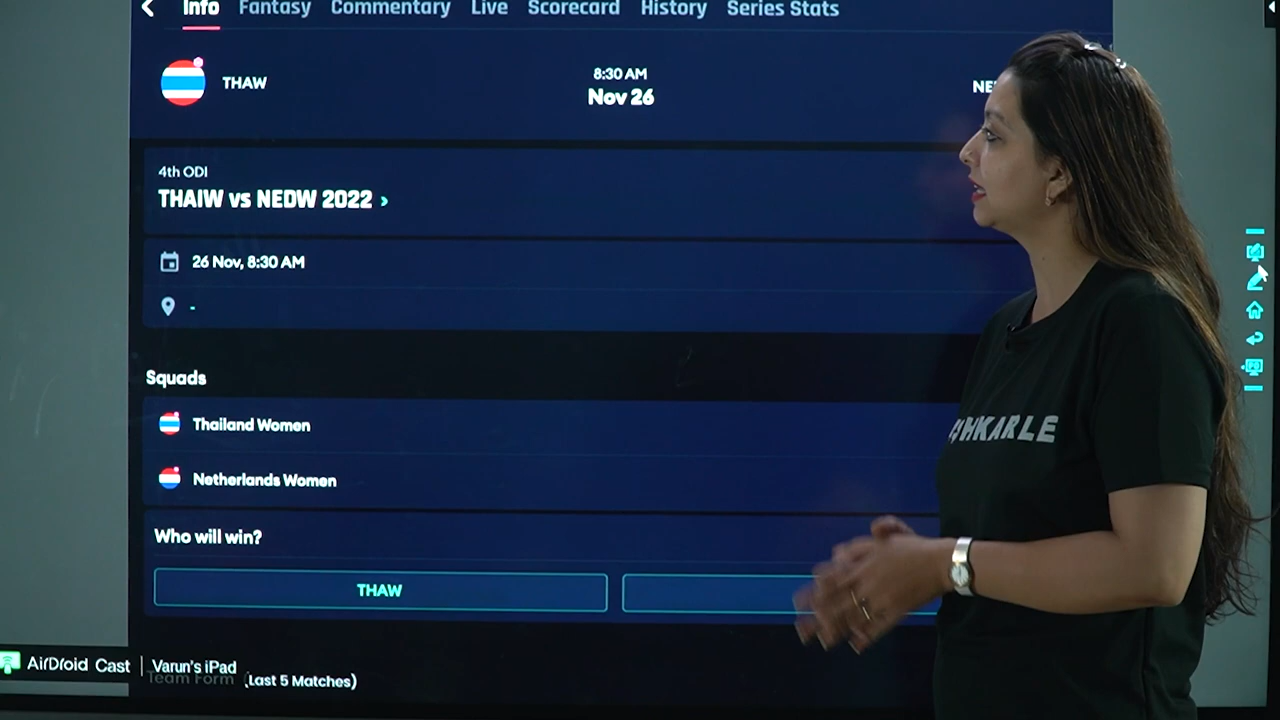 Info Fantasy Commentary Live Scorecard History Series Stats
THAW
8:30 AM
Nov 26
4th ODI
THAIW vs NEDW 2022 ›
26 Nov, 8:30 AM
-
Squads
Thailand Women
Netherlands Women
Who will win?
THAW
AirDroid Cast | Varun's iPad
Team Form (Last 5 Matches)